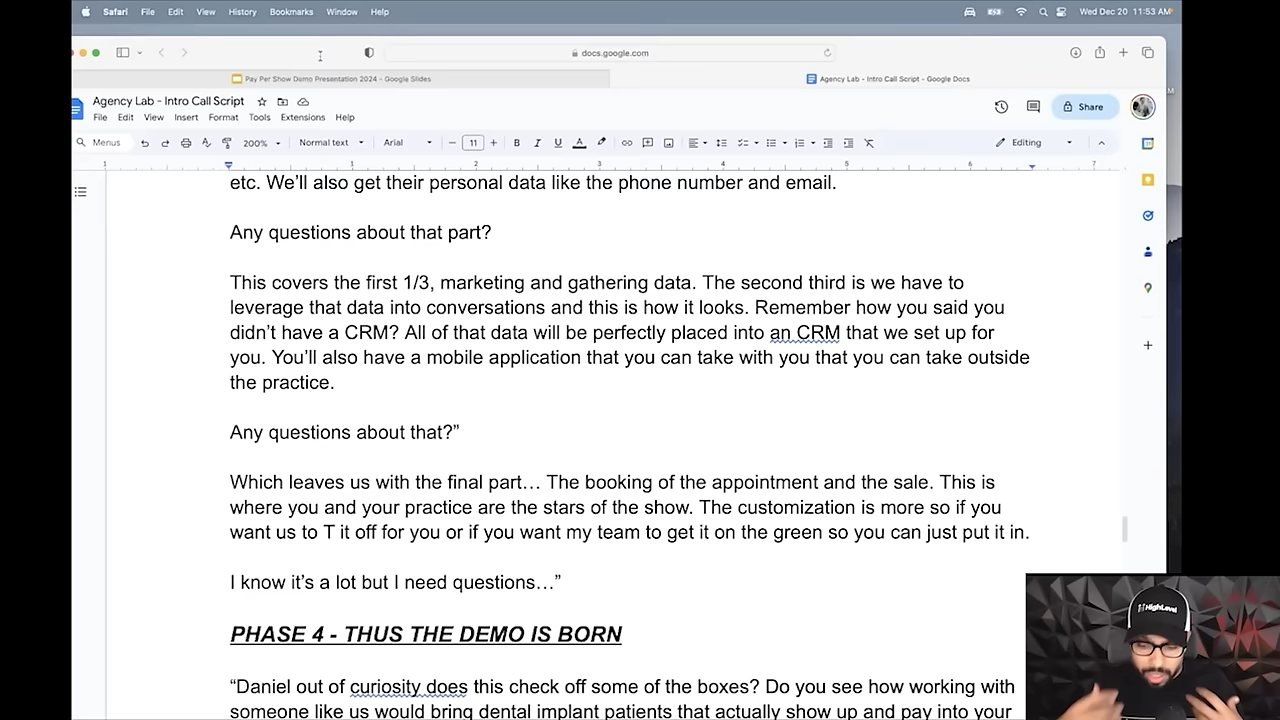 Safari File Edit View History Bookmarks Window Help Wed Dec 20 11:53 AM
docs.google.com
Pay Per Show Demo Presentation 2024 - Google Slides
Agency Lab - Intro Call Script - Google Docs
Agency Lab - Intro Call Script
File Edit View Insert Format Tools Extensions Help
Share
Menus 200% Normal text Arial 11 B I U A Editing
1 1 2 3 4 5 6 7
etc. We’ll also get their personal data like the phone number and email.
Any questions about that part?
This covers the first 1/3, marketing and gathering data. The second third is we have to
leverage that data into conversations and this is how it looks. Remember how you said you
didn’t have a CRM? All of that data will be perfectly placed into an CRM that we set up for
you. You’ll also have a mobile application that you can take with you that you can take outside
the practice.
Any questions about that?”
Which leaves us with the final part… The booking of the appointment and the sale. This is
where you and your practice are the stars of the show. The customization is more so if you
want us to T it off for you or if you want my team to get it on the green so you can just put it in.
I know it’s a lot but I need questions…”
PHASE 4 - THUS THE DEMO IS BORN
“Daniel out of curiosity does this check off some of the boxes? Do you see how working with
someone like us would bring dental implant patients that actually show up and pay into your
HighLevel